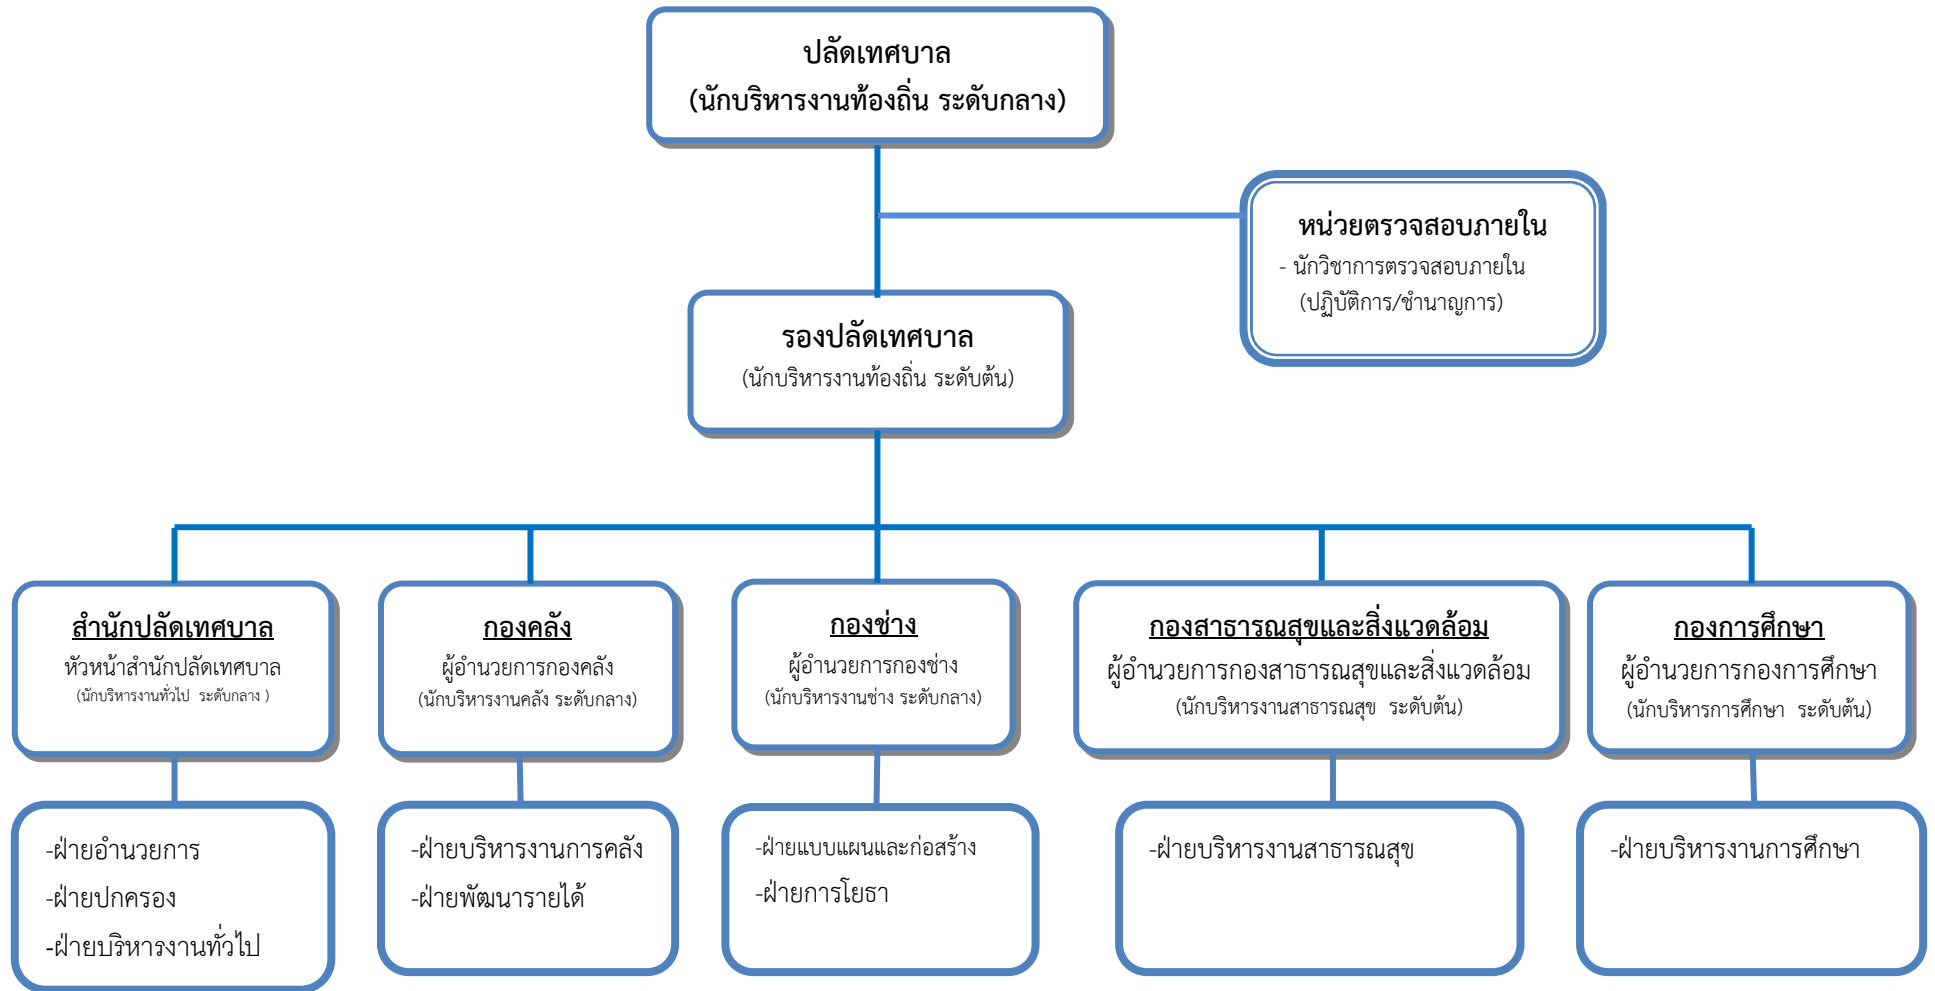 ปลัดเทศบาล
(นักบริหารงานท้องถิ่น ระดับกลาง)
หน่วยตรวจสอบภายใน
- นักวิชาการตรวจสอบภายใน
(ปฏิบัติการ/ชำนาญการ)
รองปลัดเทศบาล
(นักบริหารงานท้องถิ่น ระดับต้น)
สำนักปลัดเทศบาล
หัวหน้าสำนักปลัดเทศบาล
(นักบริหารงานทั่วไป ระดับกลาง )
กองคลัง
ผู้อำนวยการกองคลัง
(นักบริหารงานคลัง ระดับกลาง)
กองช่าง
ผู้อำนวยการกองช่าง
(นักบริหารงานช่าง ระดับกลาง)
กองสาธารณสุขและสิ่งแวดล้อม
ผู้อำนวยการกองสาธารณสุขและสิ่งแวดล้อม
(นักบริหารงานสาธารณสุข ระดับต้น)
กองการศึกษา
ผู้อำนวยการกองการศึกษา
(นักบริหารการศึกษา ระดับต้น)
-ฝ่ายอำนวยการ
-ฝ่ายปกครอง
-ฝ่ายบริหารงานทั่วไป
-ฝ่ายบริหารงานการคลัง
-ฝ่ายพัฒนารายได้
-ฝ่ายแบบแผนและก่อสร้าง
-ฝ่ายการโยธา
-ฝ่ายบริหารงานสาธารณสุข
-ฝ่ายบริหารงานการศึกษา